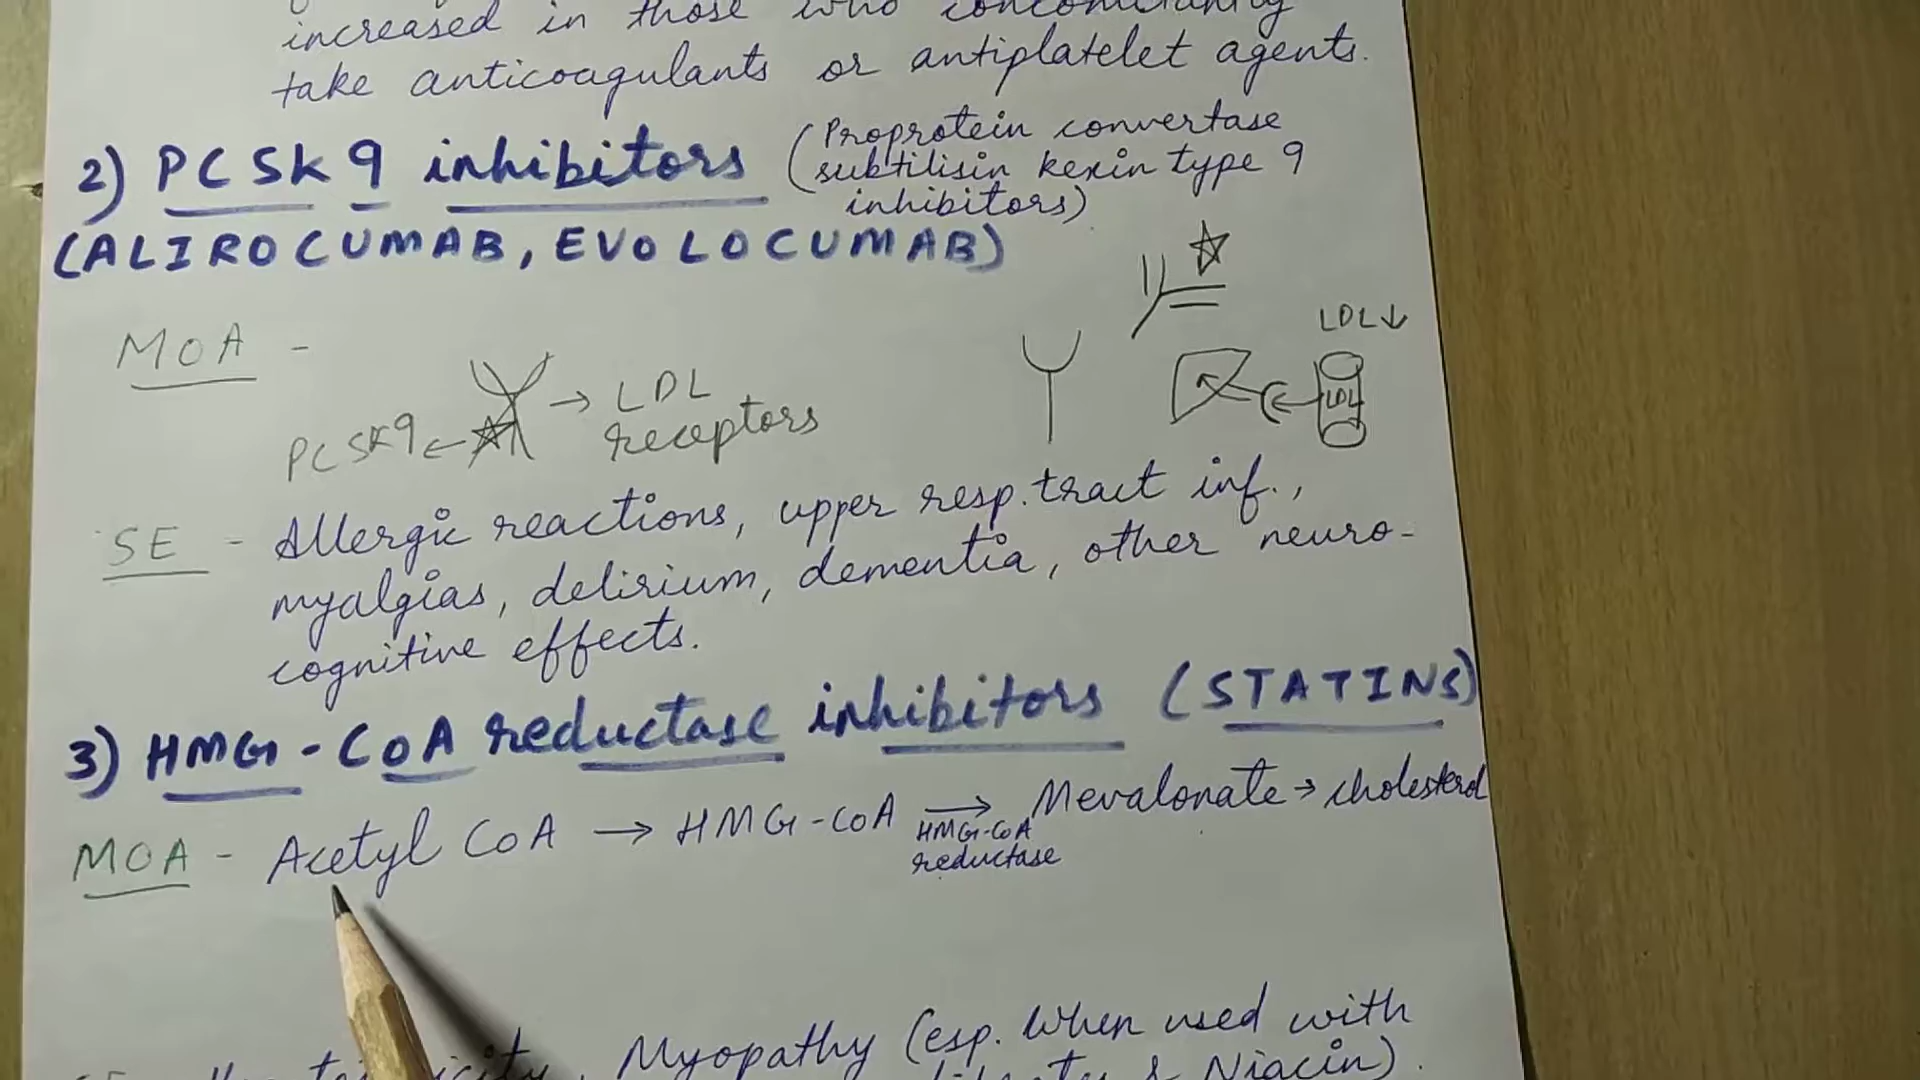 increased in those who concomitantly
take anticoagulants or antiplatelet agents.
2) PCSK9 inhibitors (Proprotein convertase
subtilisin kexin type 9
inhibitors)
(ALIROCUMAB, EVOLOCUMAB)
MOA -
LDL↓
LDL
PCSK9 ← → LDL
receptors
SE - Allergic reactions, upper resp. tract inf.,
myalgias, delirium, dementia, other neuro-
cognitive effects.
3) HMG-CoA reductase inhibitors (STATINS)
MOA - Acetyl CoA → HMG-CoA → Mevalonate → cholesterol
HMG-CoA
reductase
Myopathy (esp. when used with
& Niacin).